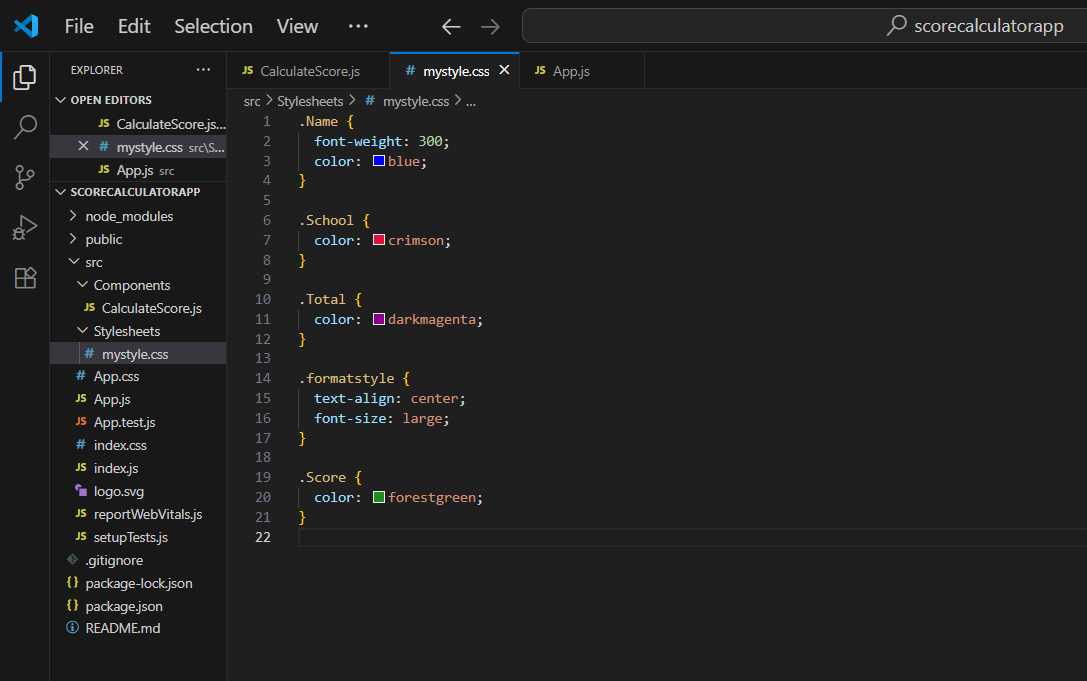 File Edit Selection View ··· scorecalculatorapp
EXPLORER ···
OPEN EDITORS
JS CalculateScore.js...
# mystyle.css src\S...
JS App.js src
SCORECALCULATORAPP
node_modules
public
src
Components
JS CalculateScore.js
Stylesheets
# mystyle.css
# App.css
JS App.js
JS App.test.js
# index.css
JS index.js
logo.svg
JS reportWebVitals.js
JS setupTests.js
.gitignore
{} package-lock.json
{} package.json
README.md
JS CalculateScore.js # mystyle.css JS App.js
src > Stylesheets > # mystyle.css > ...
1 .Name {
2 font-weight: 300;
3 color: blue;
4 }
5
6 .School {
7 color: crimson;
8 }
9
10 .Total {
11 color: darkmagenta;
12 }
13
14 .formatstyle {
15 text-align: center;
16 font-size: large;
17 }
18
19 .Score {
20 color: forestgreen;
21 }
22